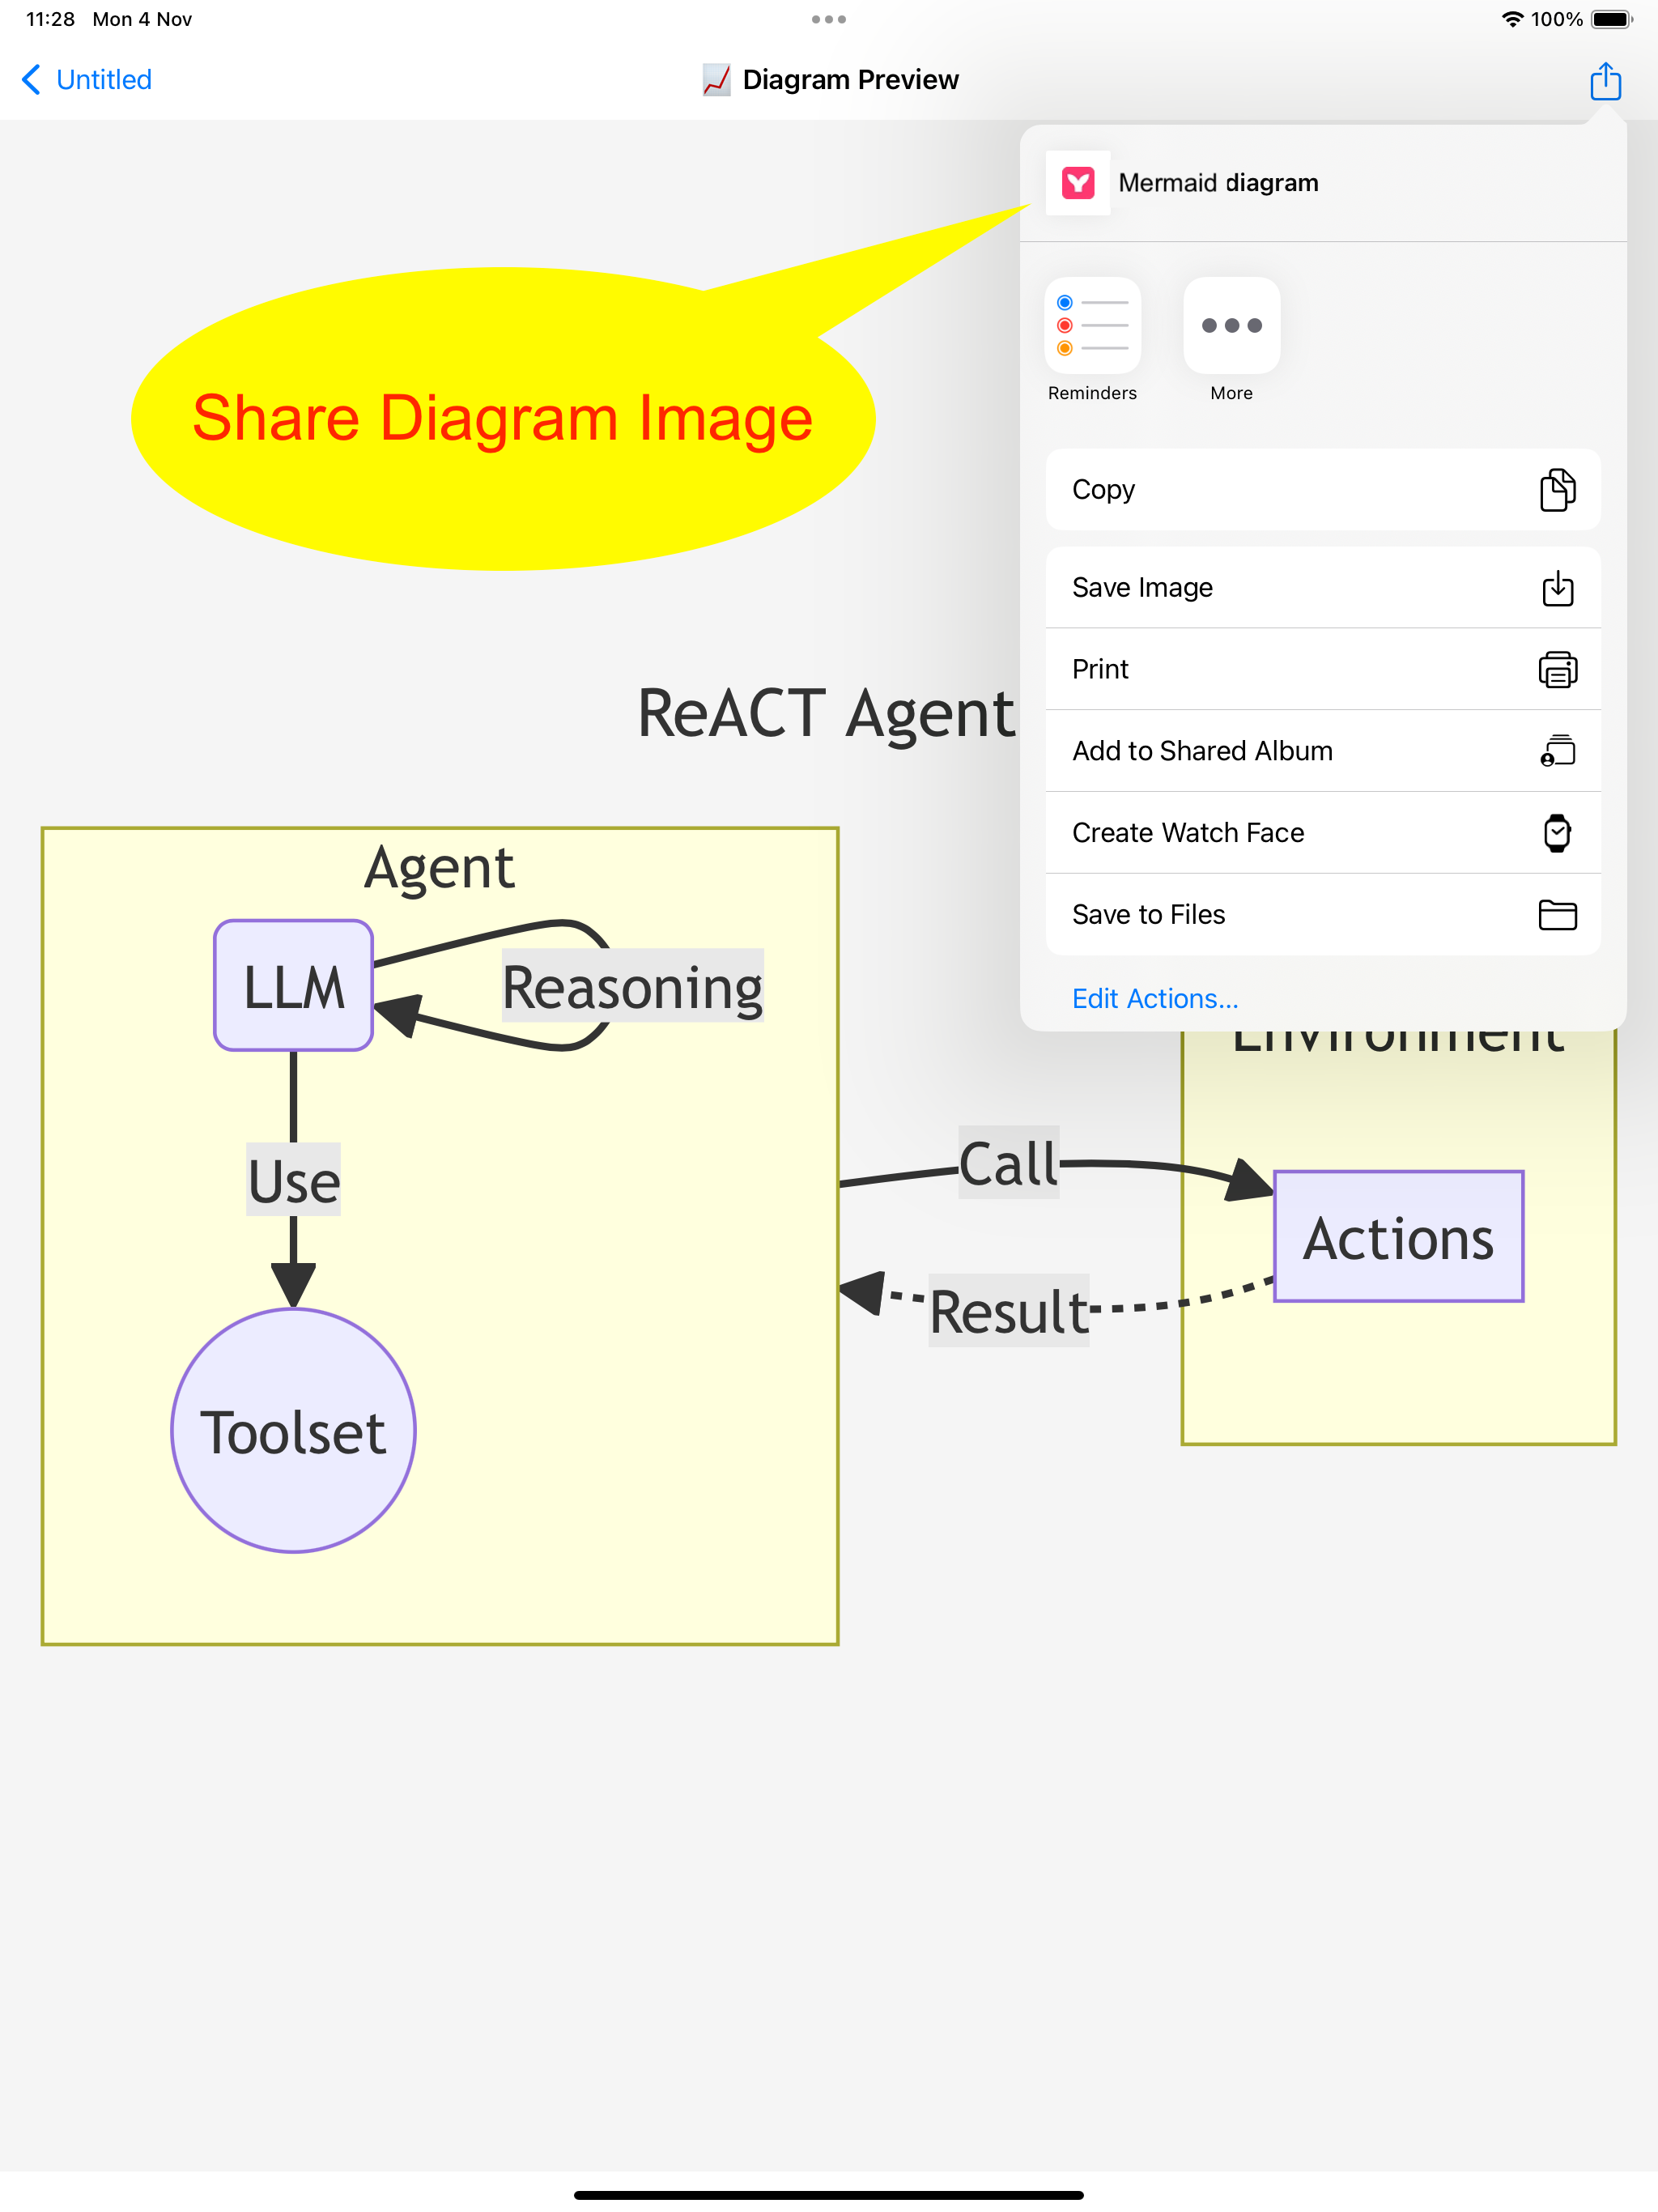 11:28 Mon 4 Nov
100%
Untitled
Diagram Preview
Mermaid diagram
Reminders
More
Share Diagram Image
Copy
Save Image
Print
Add to Shared Album
Create Watch Face
Save to Files
Edit Actions...
ReACT Agent
Agent
LLM
Reasoning
Use
Toolset
Call
Result
Environment
Actions